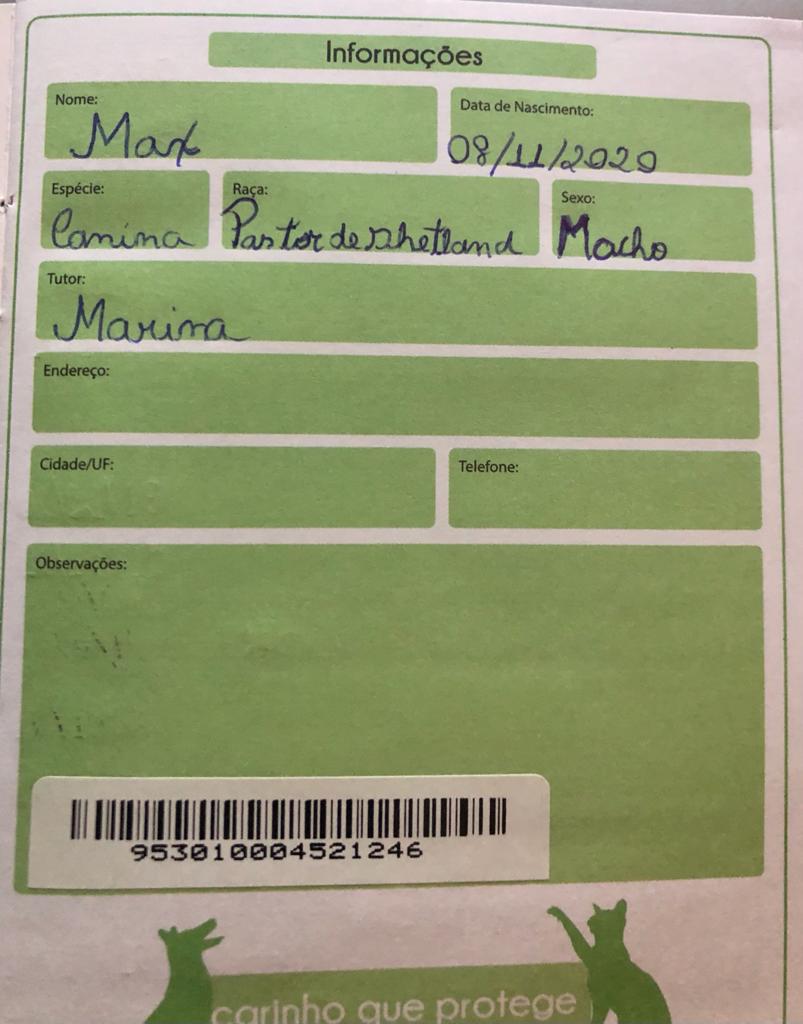 Informações
Nome:
Max
Data de Nascimento:
08/11/2020
Espécie:
Canina
Raça:
Pastor de Shetland
Sexo:
Macho
Tutor:
Marina
Endereço:
Cidade/UF:
Telefone:
Observações:
953010004521246
carinho que protege